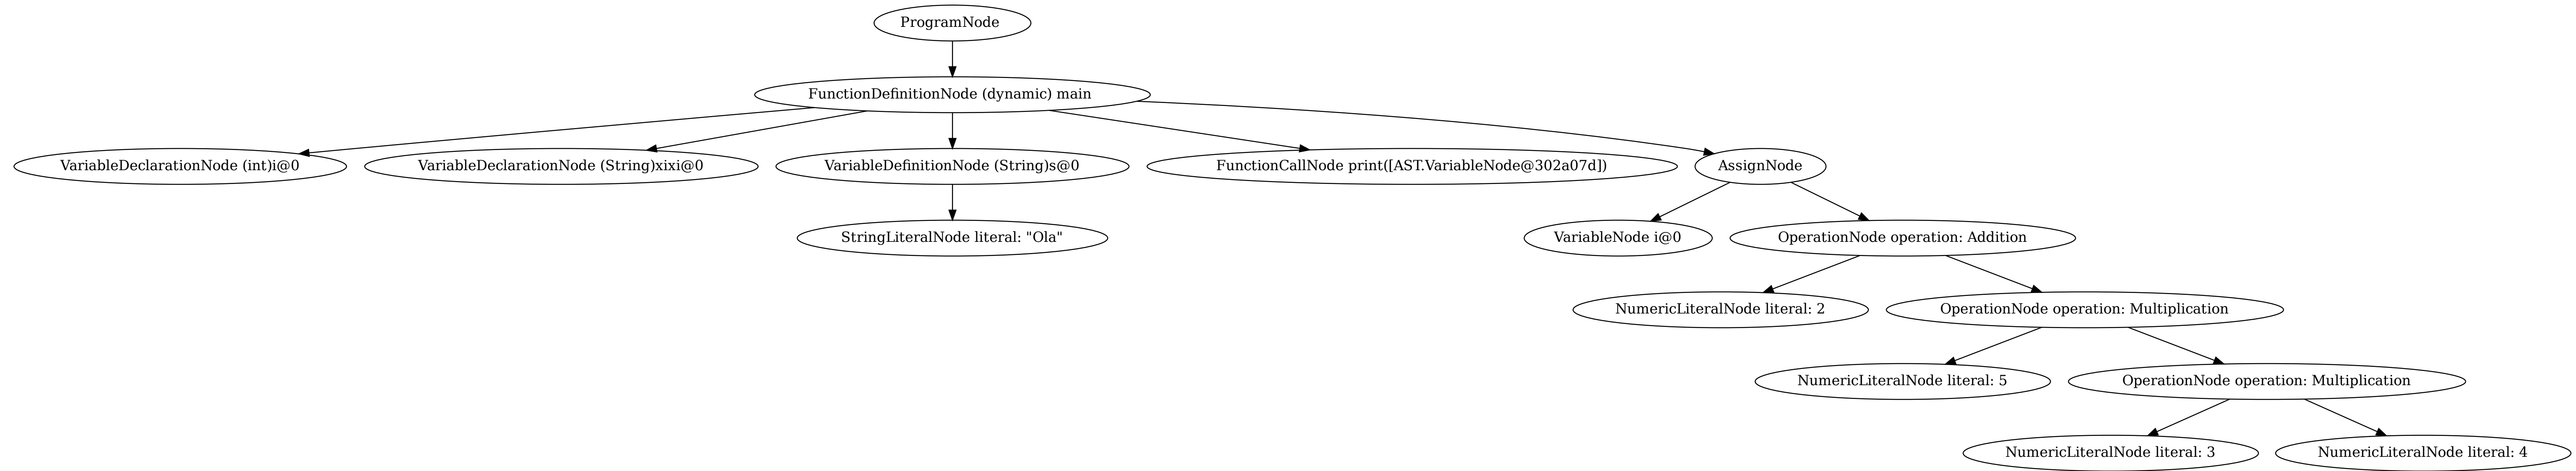 ProgramNode
FunctionDefinitionNode (dynamic) main
VariableDeclarationNode (int)i@0
VariableDeclarationNode (String)xixi@0
VariableDefinitionNode (String)s@0
FunctionCallNode print([AST.VariableNode@302a07d])
AssignNode
StringLiteralNode literal: "Ola"
VariableNode i@0
OperationNode operation: Addition
NumericLiteralNode literal: 2
OperationNode operation: Multiplication
NumericLiteralNode literal: 5
OperationNode operation: Multiplication
NumericLiteralNode literal: 3
NumericLiteralNode literal: 4